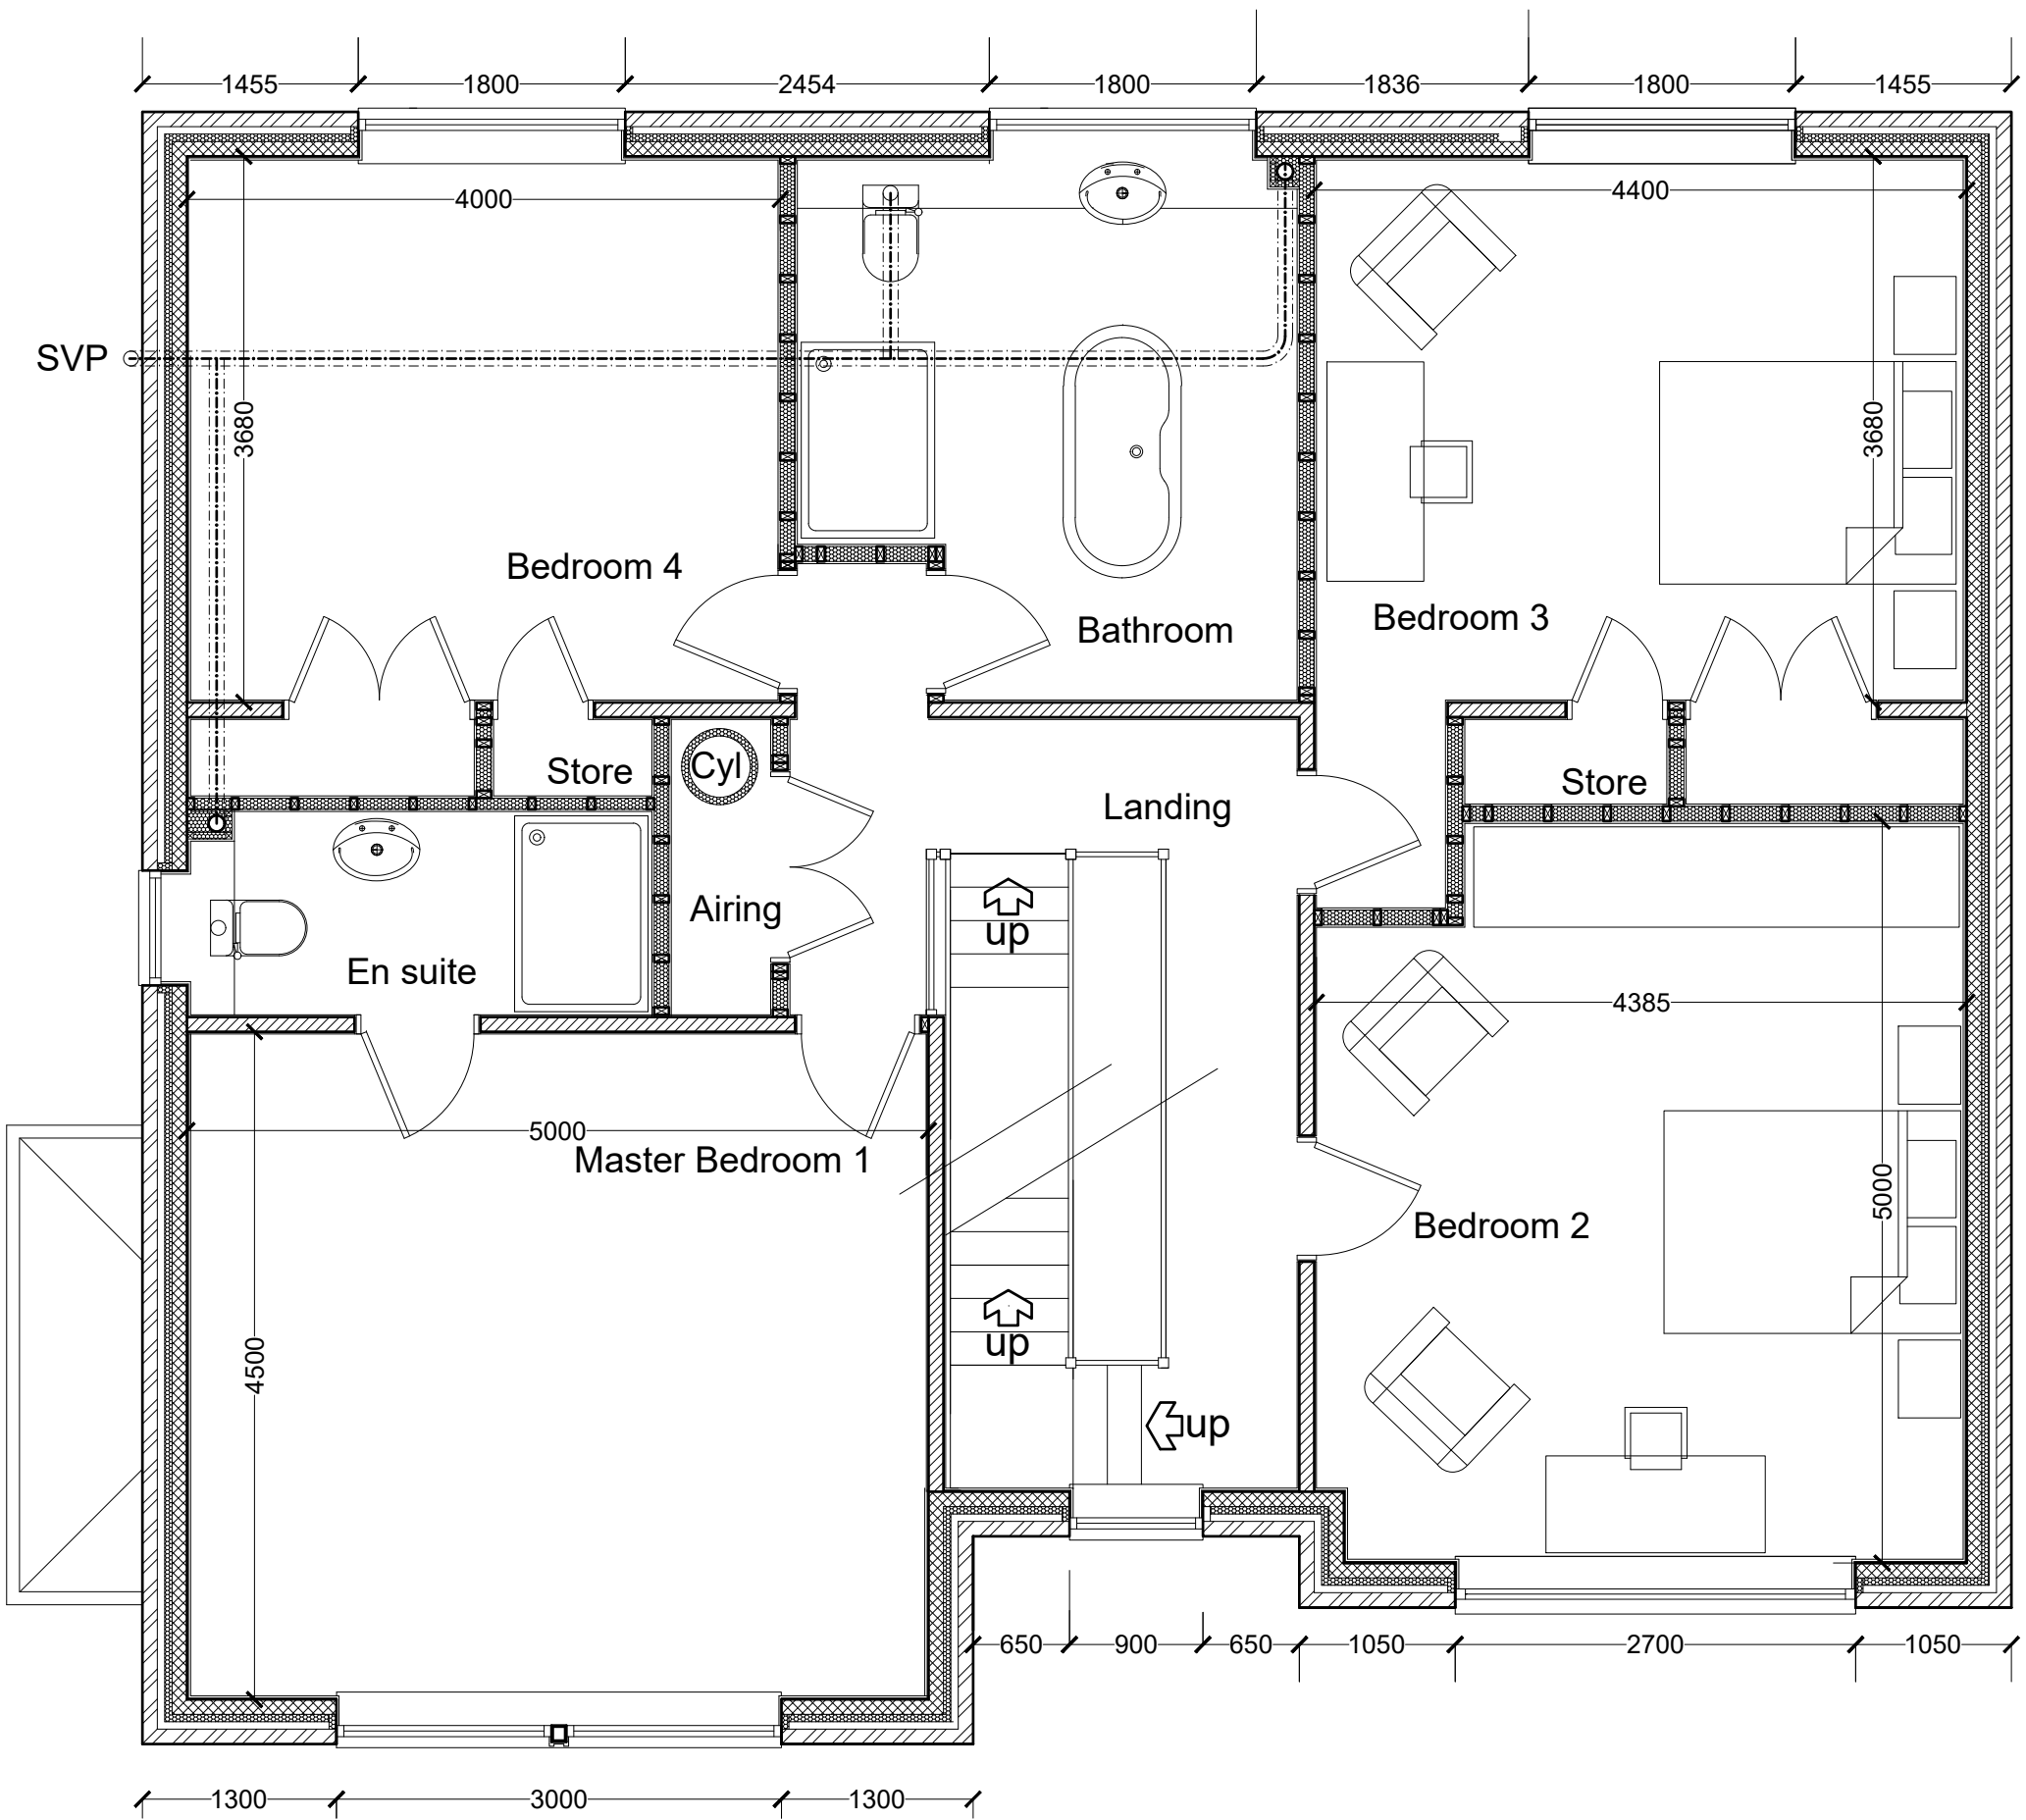 1455 1800 2454 1800 1836 1800 1455
4000
4400
SVP
3680
3680
Bedroom 4
Bathroom
Bedroom 3
Cyl
Store
Store
Landing
Airing
up
En suite
4385
5000
Master Bedroom 1
5000
Bedroom 2
4500
up
up
650 900 650 1050 2700 1050
1300 3000 1300